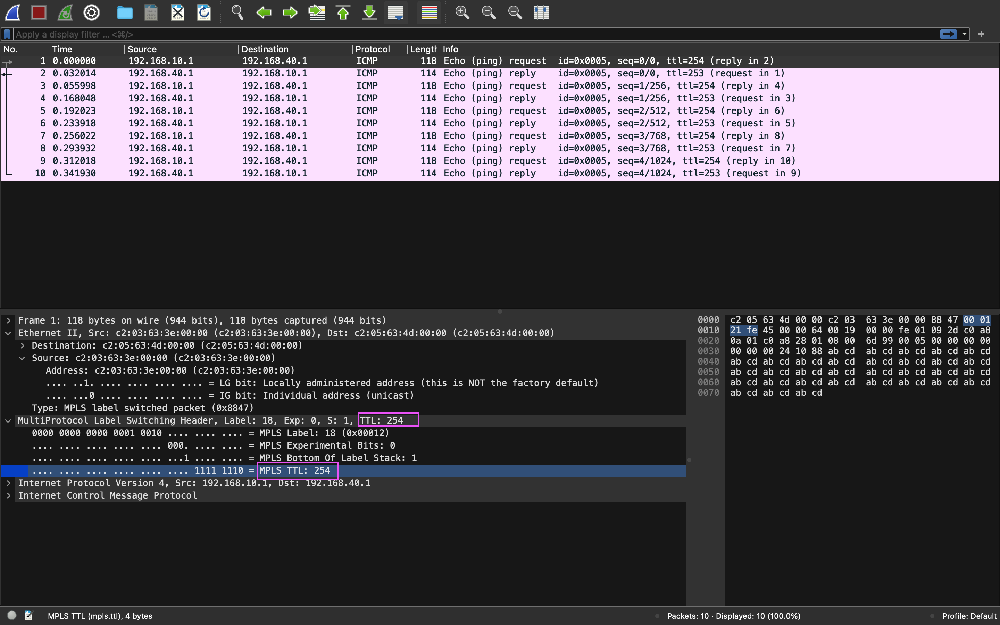 Apply a display filter ... <⌘/>
No. Time Source Destination Protocol Length Info
1 0.000000 192.168.10.1 192.168.40.1 ICMP 118 Echo (ping) request id=0x0005, seq=0/0, ttl=254 (reply in 2)
2 0.032014 192.168.40.1 192.168.10.1 ICMP 114 Echo (ping) reply id=0x0005, seq=0/0, ttl=253 (request in 1)
3 0.055998 192.168.10.1 192.168.40.1 ICMP 118 Echo (ping) request id=0x0005, seq=1/256, ttl=254 (reply in 4)
4 0.168048 192.168.40.1 192.168.10.1 ICMP 114 Echo (ping) reply id=0x0005, seq=1/256, ttl=253 (request in 3)
5 0.192023 192.168.10.1 192.168.40.1 ICMP 118 Echo (ping) request id=0x0005, seq=2/512, ttl=254 (reply in 6)
6 0.233918 192.168.40.1 192.168.10.1 ICMP 114 Echo (ping) reply id=0x0005, seq=2/512, ttl=253 (request in 5)
7 0.256022 192.168.10.1 192.168.40.1 ICMP 118 Echo (ping) request id=0x0005, seq=3/768, ttl=254 (reply in 8)
8 0.293932 192.168.40.1 192.168.10.1 ICMP 114 Echo (ping) reply id=0x0005, seq=3/768, ttl=253 (request in 7)
9 0.312018 192.168.10.1 192.168.40.1 ICMP 118 Echo (ping) request id=0x0005, seq=4/1024, ttl=254 (reply in 10)
10 0.341930 192.168.40.1 192.168.10.1 ICMP 114 Echo (ping) reply id=0x0005, seq=4/1024, ttl=253 (request in 9)
Frame 1: 118 bytes on wire (944 bits), 118 bytes captured (944 bits)
Ethernet II, Src: c2:03:63:3e:00:00 (c2:03:63:3e:00:00), Dst: c2:05:63:4d:00:00 (c2:05:63:4d:00:00)
Destination: c2:05:63:4d:00:00 (c2:05:63:4d:00:00)
Source: c2:03:63:3e:00:00 (c2:03:63:3e:00:00)
Address: c2:03:63:3e:00:00 (c2:03:63:3e:00:00)
.... ..1. .... .... .... .... = LG bit: Locally administered address (this is NOT the factory default)
.... ...0 .... .... .... .... = IG bit: Individual address (unicast)
Type: MPLS label switched packet (0x8847)
MultiProtocol Label Switching Header, Label: 18, Exp: 0, S: 1, TTL: 254
0000 0000 0000 0001 0010 .... .... .... = MPLS Label: 18 (0x00012)
.... .... .... .... .... 000. .... .... = MPLS Experimental Bits: 0
.... .... .... .... .... ...1 .... .... = MPLS Bottom Of Label Stack: 1
.... .... .... .... .... .... 1111 1110 = MPLS TTL: 254
Internet Protocol Version 4, Src: 192.168.10.1, Dst: 192.168.40.1
Internet Control Message Protocol
0000 c2 05 63 4d 00 00 c2 03 63 3e 00 00 88 47 00 01
0010 21 fe 45 00 00 64 00 19 00 00 fe 01 09 2d c0 a8
0020 0a 01 c0 a8 28 01 08 00 6d 99 00 05 00 00 00 00
0030 00 00 00 24 10 88 ab cd ab cd ab cd ab cd ab cd
0040 ab cd ab cd ab cd ab cd ab cd ab cd ab cd ab cd
0050 ab cd ab cd ab cd ab cd ab cd ab cd ab cd ab cd
0060 ab cd ab cd ab cd ab cd ab cd ab cd ab cd ab cd
0070 ab cd ab cd ab cd
MPLS TTL (mpls.ttl), 4 bytes
Packets: 10 · Displayed: 10 (100.0%)
Profile: Default